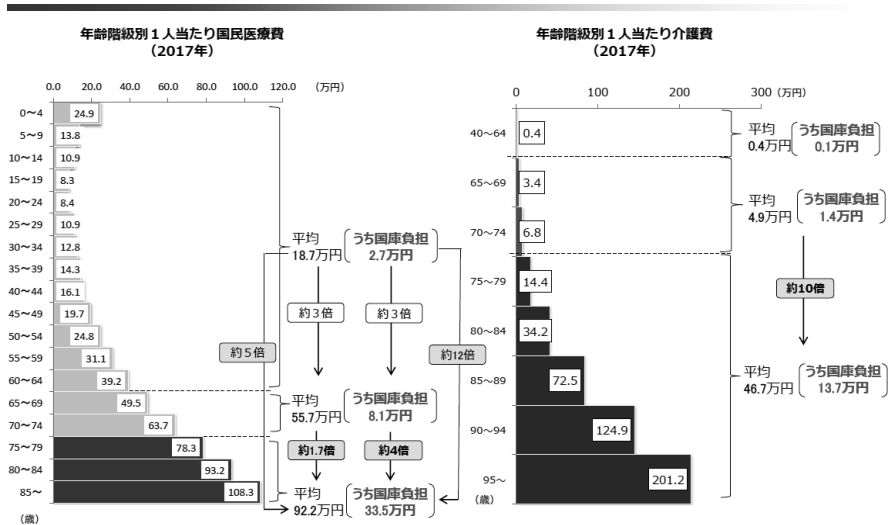 年齢階級別１人当たり国民医療費
（2017年）
0.0 20.0 40.0 60.0 80.0 100.0 120.0 （万円）
0～4 24.9
5～9 13.8
10～14 10.9
15～19 8.3
20～24 8.4
25～29 10.9
30～34 12.8
35～39 14.3
40～44 16.1
45～49 19.7
50～54 24.8
55～59 31.1
60～64 39.2
65～69 49.5
70～74 63.7
75～79 78.3
80～84 93.2
85～ 108.3
（歳）
平均 うち国庫負担
18.7万円 2.7万円
約３倍 約３倍
約５倍 約12倍
平均 うち国庫負担
55.7万円 8.1万円
約1.7倍 約4倍
平均 うち国庫負担
92.2万円 33.5万円
年齢階級別１人当たり介護費
（2017年）
0 100 200 300 （万円）
40～64 0.4
65～69 3.4
70～74 6.8
75～79 14.4
80～84 34.2
85～89 72.5
90～94 124.9
95～ 201.2
（歳）
平均 うち国庫負担
0.4万円 0.1万円
平均 うち国庫負担
4.9万円 1.4万円
約10倍
平均 うち国庫負担
46.7万円 13.7万円